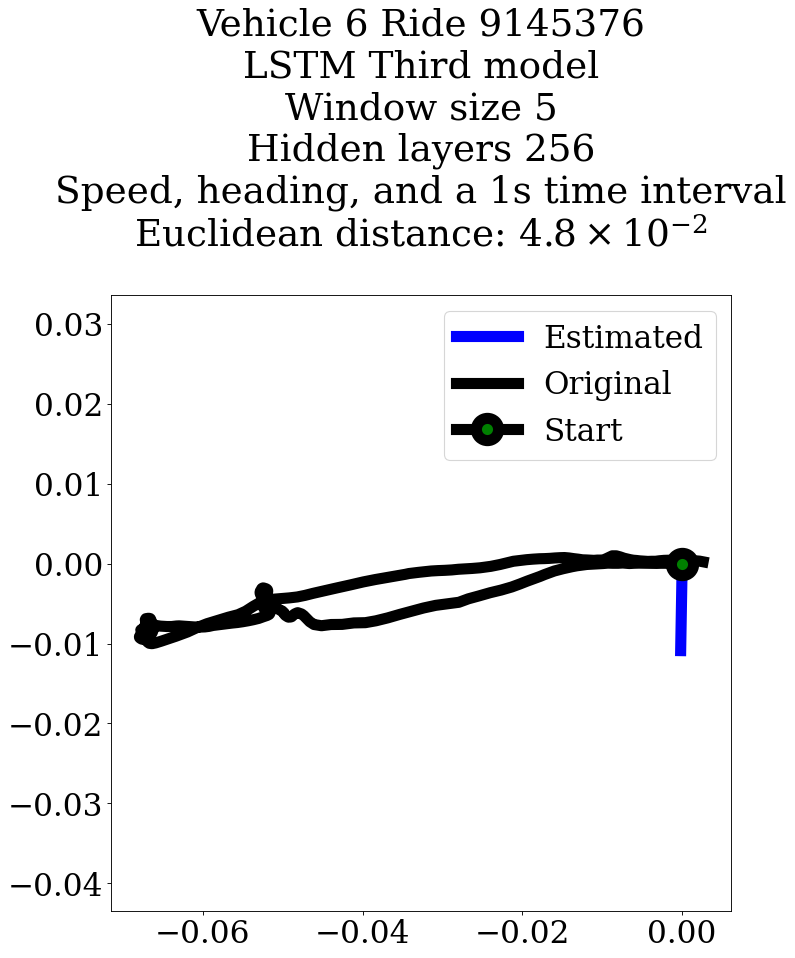 Vehicle 6 Ride 9145376
LSTM Third model
Window size 5
Hidden layers 256
Speed, heading, and a 1s time interval
Euclidean distance: 4.8 × 10⁻²
Estimated
Original
Start
0.03
0.02
0.01
0.00
−0.01
−0.02
−0.03
−0.04
−0.06 −0.04 −0.02 0.00